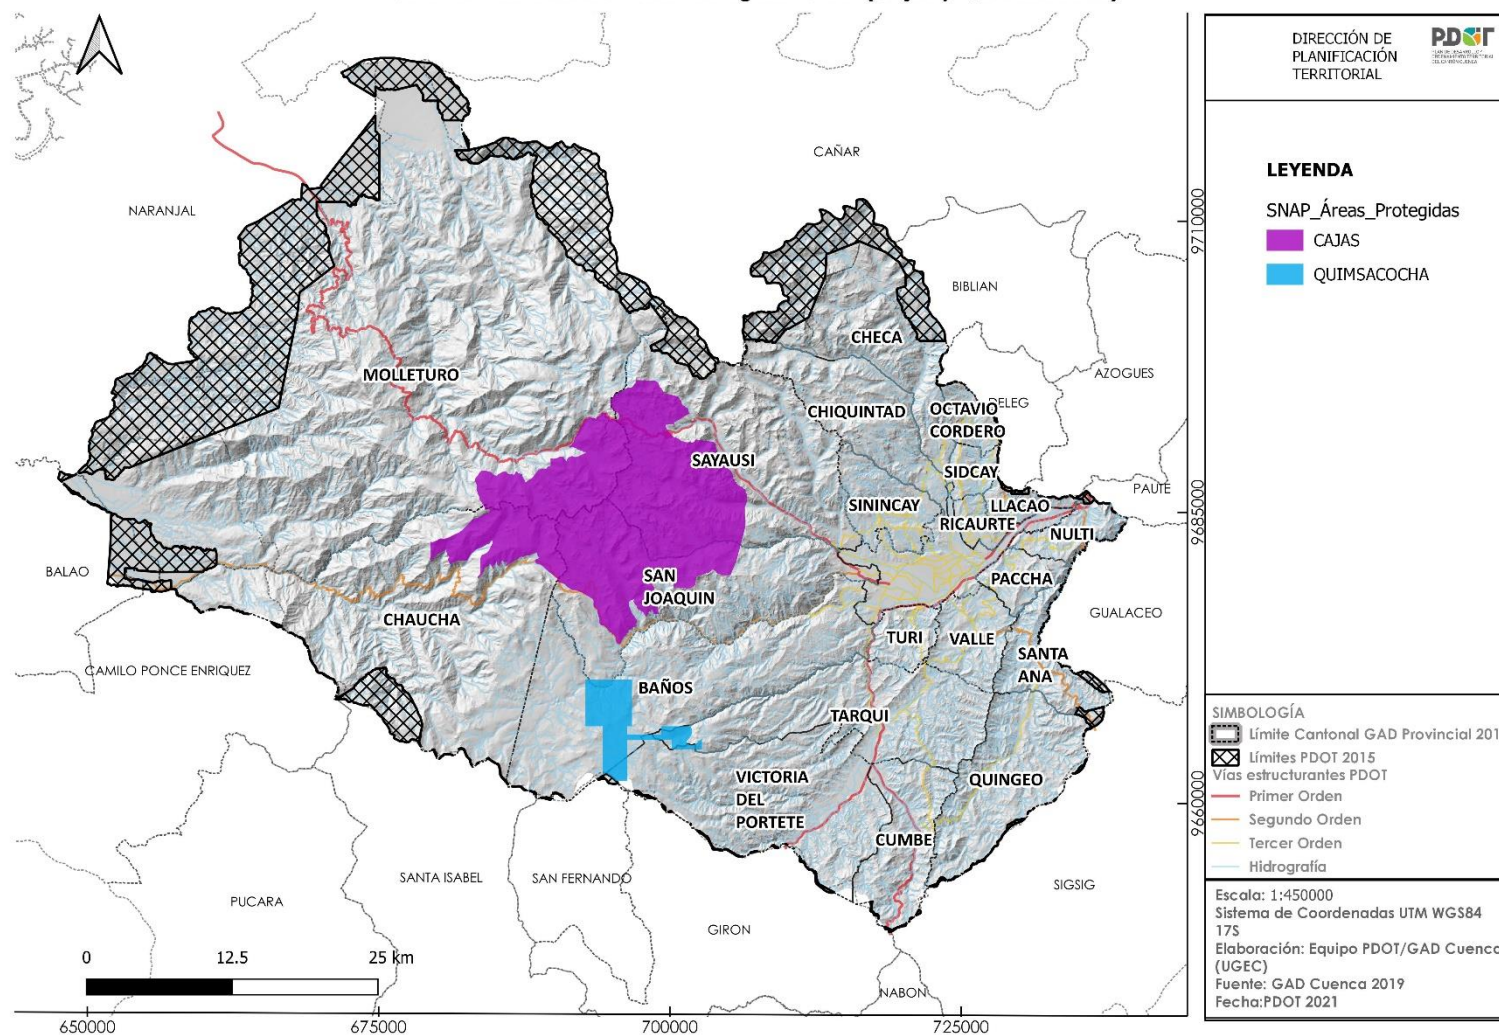 DIRECCIÓN DE
PLANIFICACIÓN
TERRITORIAL
PDOT
LEYENDA
SNAP_Áreas_Protegidas
CAJAS
QUIMSACOCHA
CAÑAR
NARANJAL
BIBLIAN
CHECA
MOLLETURO
AZOGUES
CHIQUINTAD
OCTAVIO
CORDERO
DELEG
SAYAUSI
SIDCAY
PAUTE
SININCAY
LLACAO
RICAURTE
NULTI
BALAO
SAN
JOAQUIN
PACCHA
CHAUCHA
GUALACEO
TURI
VALLE
SANTA
ANA
CAMILO PONCE ENRIQUEZ
BAÑOS
TARQUI
VICTORIA
DEL
PORTETE
QUINGEO
CUMBE
SANTA ISABEL
SAN FERNANDO
SIGSIG
PUCARA
GIRON
NABON
0 12.5 25 km
650000 675000 700000 725000
9710000
9685000
9660000
SIMBOLOGÍA
Límite Cantonal GAD Provincial 201
Límites PDOT 2015
Vías estructurantes PDOT
Primer Orden
Segundo Orden
Tercer Orden
Hidrografía
Escala: 1:450000
Sistema de Coordenadas UTM WGS84
17S
Elaboración: Equipo PDOT/GAD Cuenca
(UGEC)
Fuente: GAD Cuenca 2019
Fecha:PDOT 2021